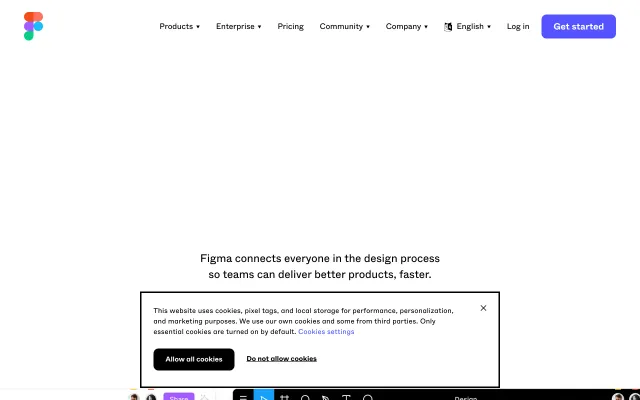 Products ▾ Enterprise ▾ Pricing Community ▾ Company ▾ English ▾ Log in Get started
Figma connects everyone in the design process
so teams can deliver better products, faster.
This website uses cookies, pixel tags, and local storage for performance, personalization,
and marketing purposes. We use our own cookies and some from third parties. Only
essential cookies are turned on by default. Cookies settings
Allow all cookies Do not allow cookies
Share Design